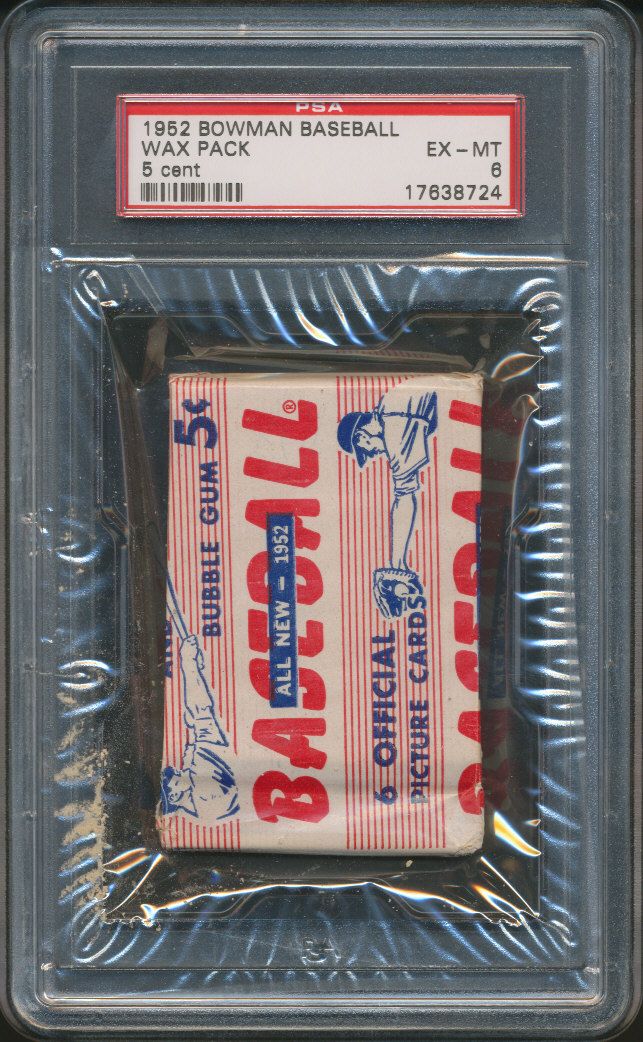 PSA
1952 BOWMAN BASEBALL
WAX PACK
EX - MT
5 cent
6
17638724
5¢
BUBBLE GUM
BASEBALL®
ALL NEW - 1952
6 OFFICIAL
PICTURE CARDS
BASEBALL